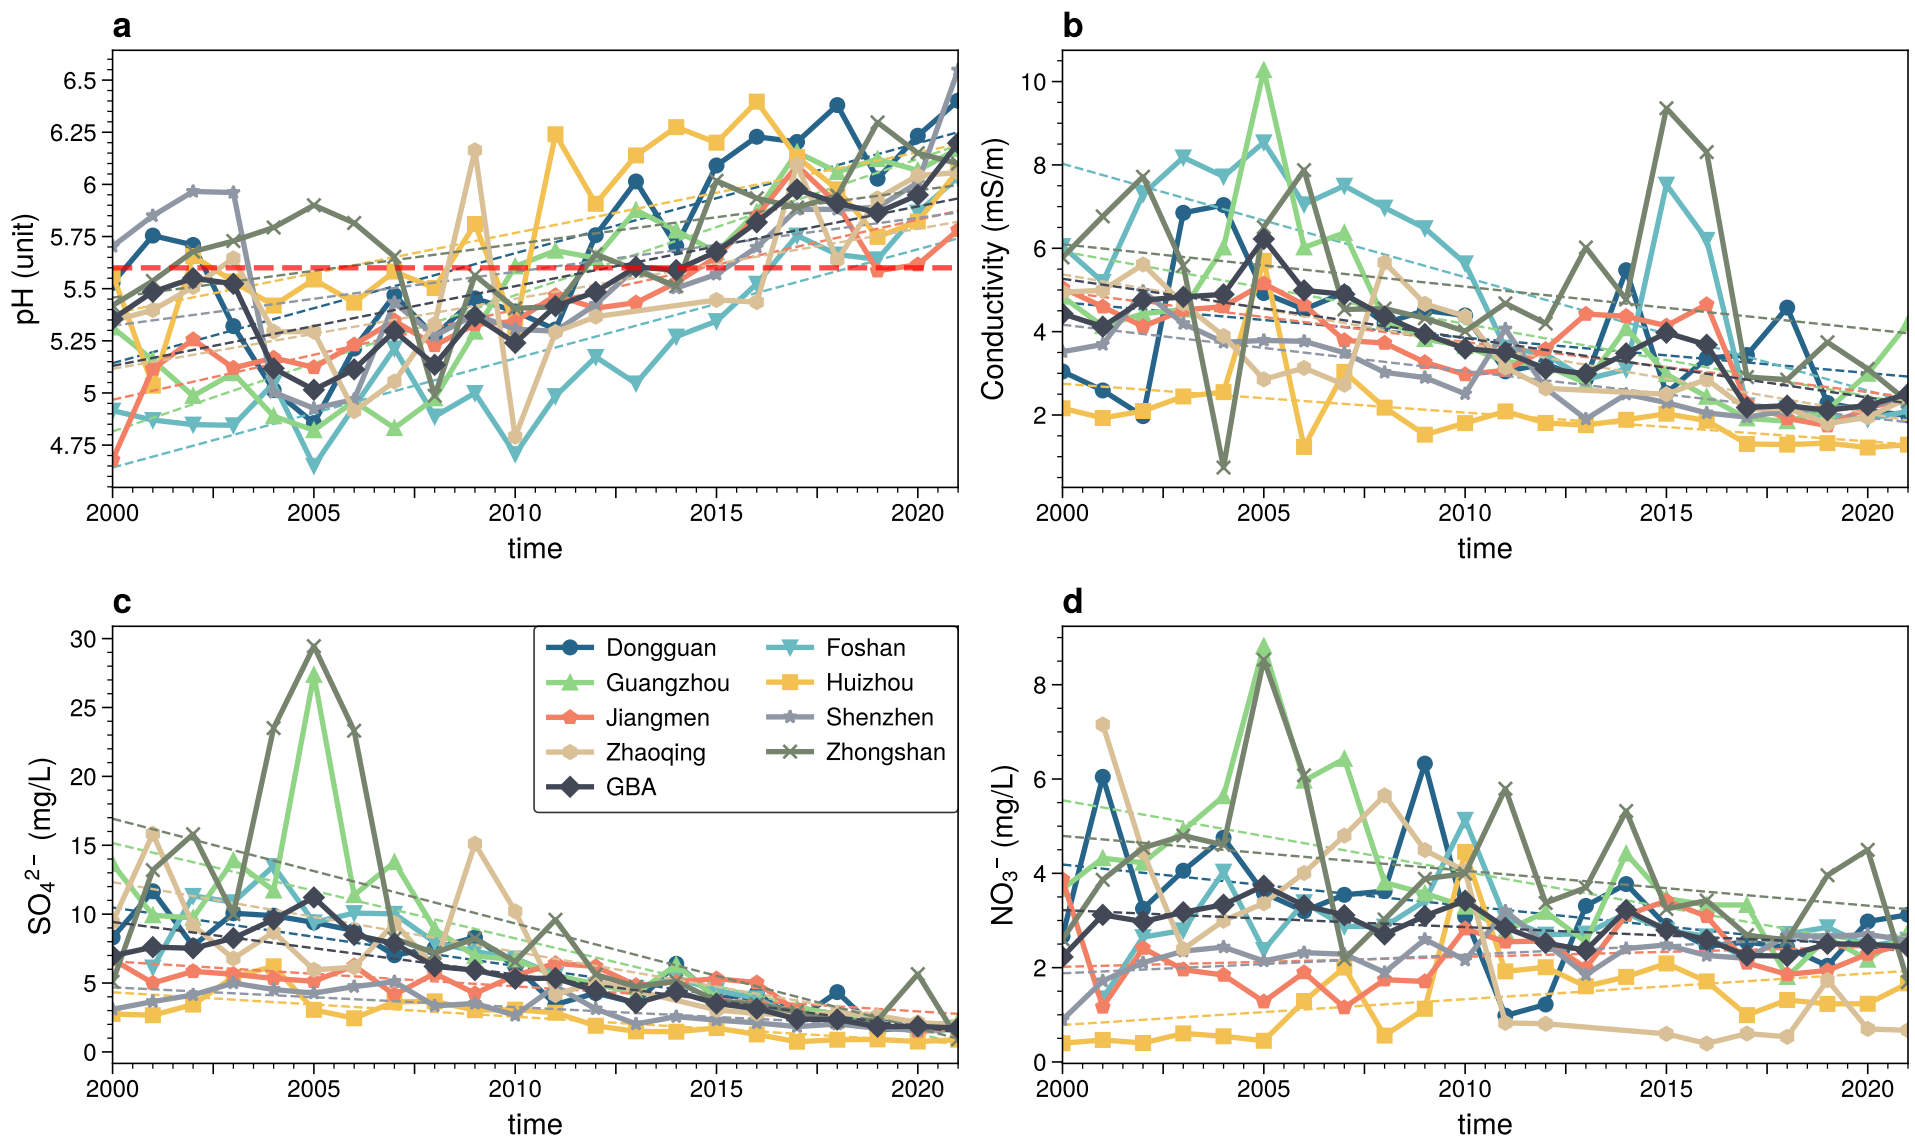 a
6.5
6.25
6
5.75
5.5
5.25
5
4.75
pH (unit)
2000 2005 2010 2015 2020
time
b
10
8
6
4
2
Conductivity (mS/m)
2000 2005 2010 2015 2020
time
c
30
25
20
15
10
5
0
SO₄²⁻ (mg/L)
Dongguan Foshan
Guangzhou Huizhou
Jiangmen Shenzhen
Zhaoqing Zhongshan
GBA
2000 2005 2010 2015 2020
time
d
8
6
4
2
0
NO₃⁻ (mg/L)
2000 2005 2010 2015 2020
time